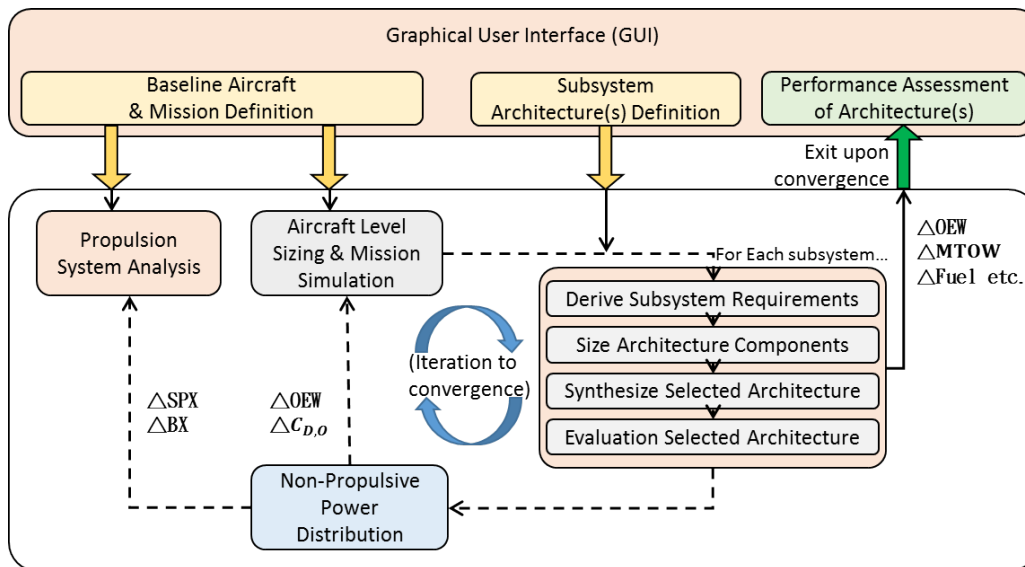 Graphical User Interface (GUI)
Baseline Aircraft
& Mission Definition
Subsystem
Architecture(s) Definition
Performance Assessment
of Architecture(s)
Exit upon
convergence
Propulsion
System Analysis
Aircraft Level
Sizing & Mission
Simulation
For Each subsystem...
△OEW
△MTOW
△Fuel etc.
Derive Subsystem Requirements
Size Architecture Components
Synthesize Selected Architecture
Evaluation Selected Architecture
(Iteration to
convergence)
△SPX
△BX
△OEW
△C_{D,O}
Non-Propulsive
Power
Distribution